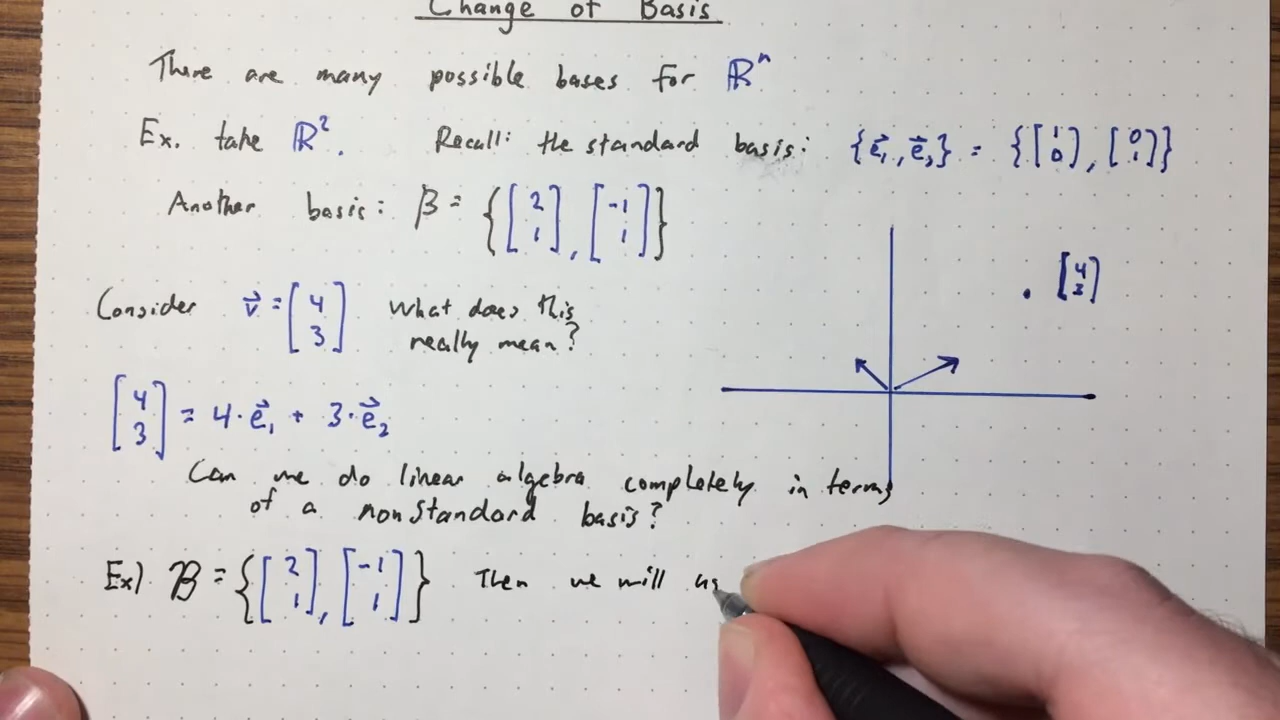 Change of Basis
There are many possible bases for ℝⁿ
Ex. take ℝ². Recall: the standard basis: {e⃗₁, e⃗₂} = {[1 0], [0 1]}
Another basis: β = {[2 1], [-1 1]}
[4 3]
Consider v⃗ = [4 3] What does this
really mean?
[4 3] = 4·e⃗₁ + 3·e⃗₂
Can we do linear algebra completely in terms
of a nonstandard basis?
Ex) ℬ = {[2 1], [-1 1]} Then we will